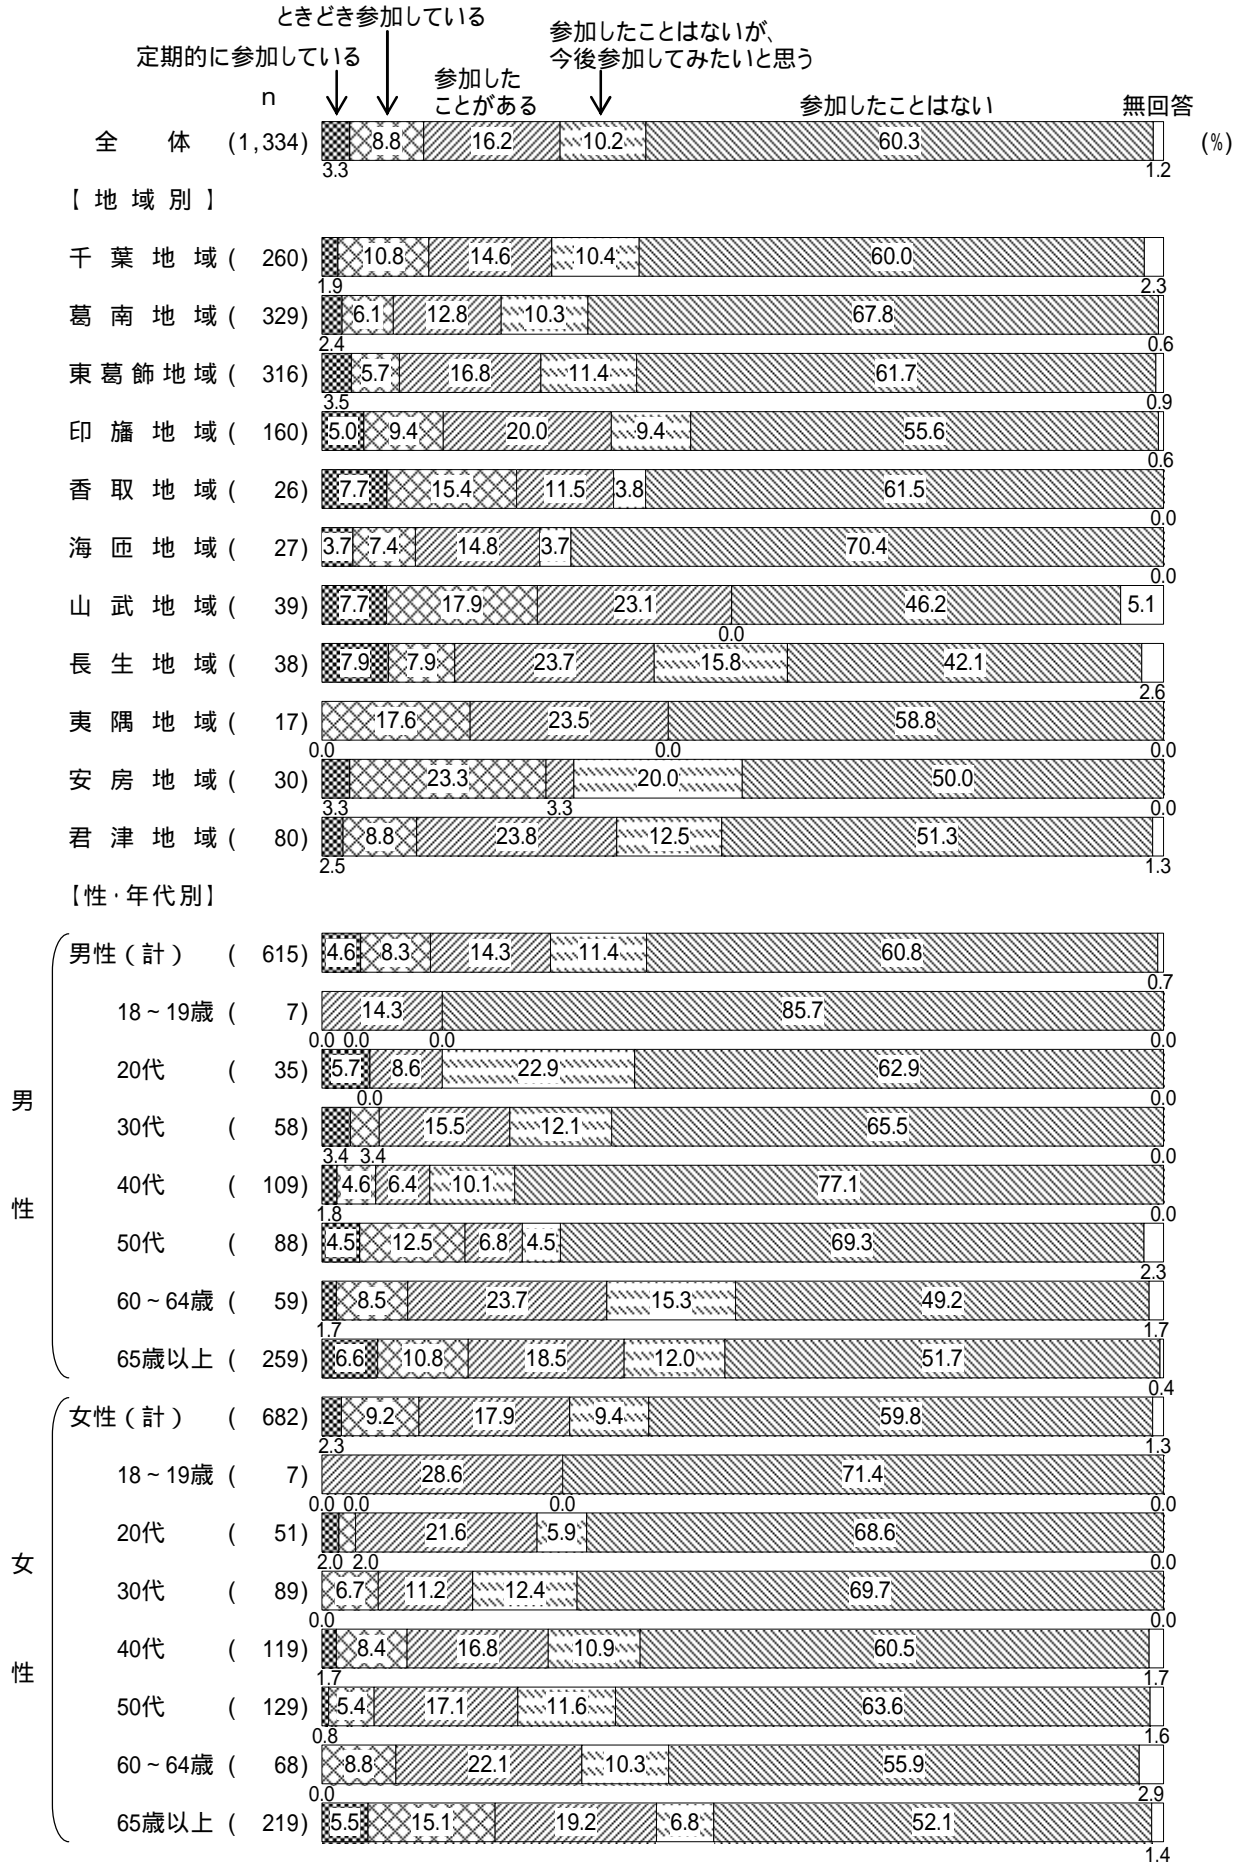 ときどき参加している
定期的に参加している
参加した
ことがある
参加したことはないが、
今後参加してみたいと思う
参加したことはない
無回答
n
(%)
全 体 (1,334) 3.3 8.8 16.2 10.2 60.3 1.2
【地域別】
千葉地域 ( 260) 1.9 10.8 14.6 10.4 60.0 2.3
葛南地域 ( 329) 2.4 6.1 12.8 10.3 67.8 0.6
東葛飾地域 ( 316) 3.5 5.7 16.8 11.4 61.7 0.9
印旛地域 ( 160) 5.0 9.4 20.0 9.4 55.6 0.6
香取地域 ( 26) 7.7 15.4 11.5 3.8 61.5 0.0
海匝地域 ( 27) 3.7 7.4 14.8 3.7 70.4 0.0
山武地域 ( 39) 7.7 17.9 23.1 0.0 46.2 5.1
長生地域 ( 38) 7.9 7.9 23.7 15.8 42.1 2.6
夷隅地域 ( 17) 0.0 17.6 23.5 0.0 58.8 0.0
安房地域 ( 30) 3.3 23.3 3.3 20.0 50.0 0.0
君津地域 ( 80) 2.5 8.8 23.8 12.5 51.3 1.3
【性・年代別】
男性
男性(計) ( 615) 4.6 8.3 14.3 11.4 60.8 0.7
18~19歳 ( 7) 0.0 0.0 14.3 0.0 85.7 0.0
20代 ( 35) 5.7 0.0 8.6 22.9 62.9 0.0
30代 ( 58) 3.4 3.4 15.5 12.1 65.5 0.0
40代 ( 109) 1.8 4.6 6.4 10.1 77.1 0.0
50代 ( 88) 4.5 12.5 6.8 4.5 69.3 2.3
60~64歳 ( 59) 1.7 8.5 23.7 15.3 49.2 1.7
65歳以上 ( 259) 6.6 10.8 18.5 12.0 51.7 0.4
女性
女性(計) ( 682) 2.3 9.2 17.9 9.4 59.8 1.3
18~19歳 ( 7) 0.0 0.0 28.6 0.0 71.4 0.0
20代 ( 51) 2.0 2.0 21.6 5.9 68.6 0.0
30代 ( 89) 0.0 6.7 11.2 12.4 69.7 0.0
40代 ( 119) 1.7 8.4 16.8 10.9 60.5 1.7
50代 ( 129) 0.8 5.4 17.1 11.6 63.6 1.6
60~64歳 ( 68) 0.0 8.8 22.1 10.3 55.9 2.9
65歳以上 ( 219) 5.5 15.1 19.2 6.8 52.1 1.4